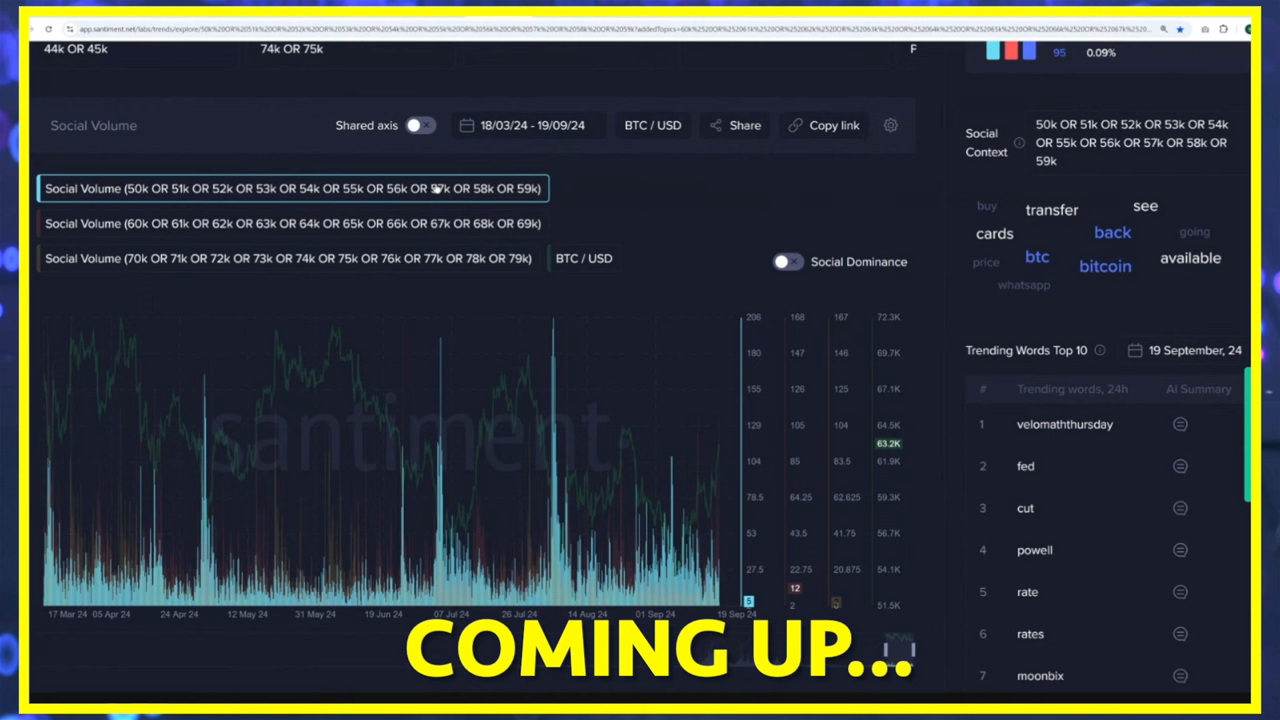 44k OR 45k
74k OR 75k
F
95
0.09%
Social Volume
Shared axis
18/03/24 - 19/09/24
BTC / USD
Share
Copy link
Social Volume (50k OR 51k OR 52k OR 53k OR 54k OR 55k OR 56k OR 57k OR 58k OR 59k)
Social Volume (60k OR 61k OR 62k OR 63k OR 64k OR 65k OR 66k OR 67k OR 68k OR 69k)
Social Volume (70k OR 71k OR 72k OR 73k OR 74k OR 75k OR 76k OR 77k OR 78k OR 79k)
BTC / USD
Social Dominance
santiment
206 168 167 72.3K
180 147 146 69.7K
155 126 125 67.1K
129 105 104 64.5K
63.2K
104 85 83.5 61.9K
78.5 64.25 62.625 59.3K
53 43.5 41.75 56.7K
27.5 22.75 20.875 54.1K
12
5 2 51.5K
17 Mar 24 05 Apr 24 24 Apr 24 12 May 24 31 May 24 19 Jun 24 07 Jul 24 26 Jul 24 14 Aug 24 01 Sep 24 19 Sep 24
Social
Context
50k OR 51k OR 52k OR 53k OR 54k
OR 55k OR 56k OR 57k OR 58k OR
59k
buy transfer see
cards back going
price btc bitcoin available
whatsapp
Trending Words Top 10
19 September, 24
# Trending words, 24h AI Summary
1 velomaththursday
2 fed
3 cut
4 powell
5 rate
6 rates
7 moonbix
COMING UP...